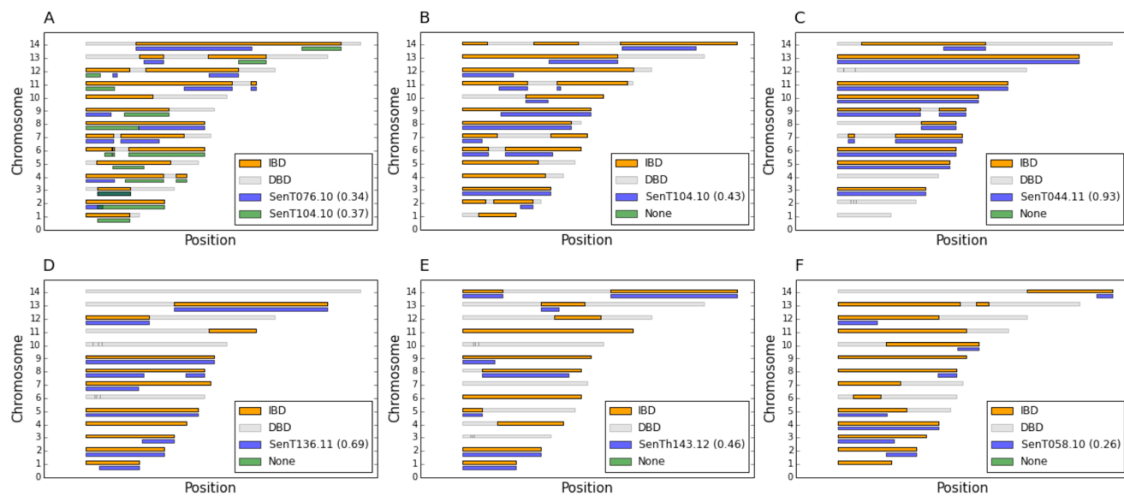 A
Chromosome
14
13
12
11
10
9
8
7
6
5
4
3
2
1
0
IBD
DBD
SenT076.10 (0.34)
SenT104.10 (0.37)
Position
B
Chromosome
14
13
12
11
10
9
8
7
6
5
4
3
2
1
0
IBD
DBD
SenT104.10 (0.43)
None
Position
C
Chromosome
14
13
12
11
10
9
8
7
6
5
4
3
2
1
0
IBD
DBD
SenT044.11 (0.93)
None
Position
D
Chromosome
14
13
12
11
10
9
8
7
6
5
4
3
2
1
0
IBD
DBD
SenT136.11 (0.69)
None
Position
E
Chromosome
14
13
12
11
10
9
8
7
6
5
4
3
2
1
0
IBD
DBD
SenTh143.12 (0.46)
None
Position
F
Chromosome
14
13
12
11
10
9
8
7
6
5
4
3
2
1
0
IBD
DBD
SenT058.10 (0.26)
None
Position